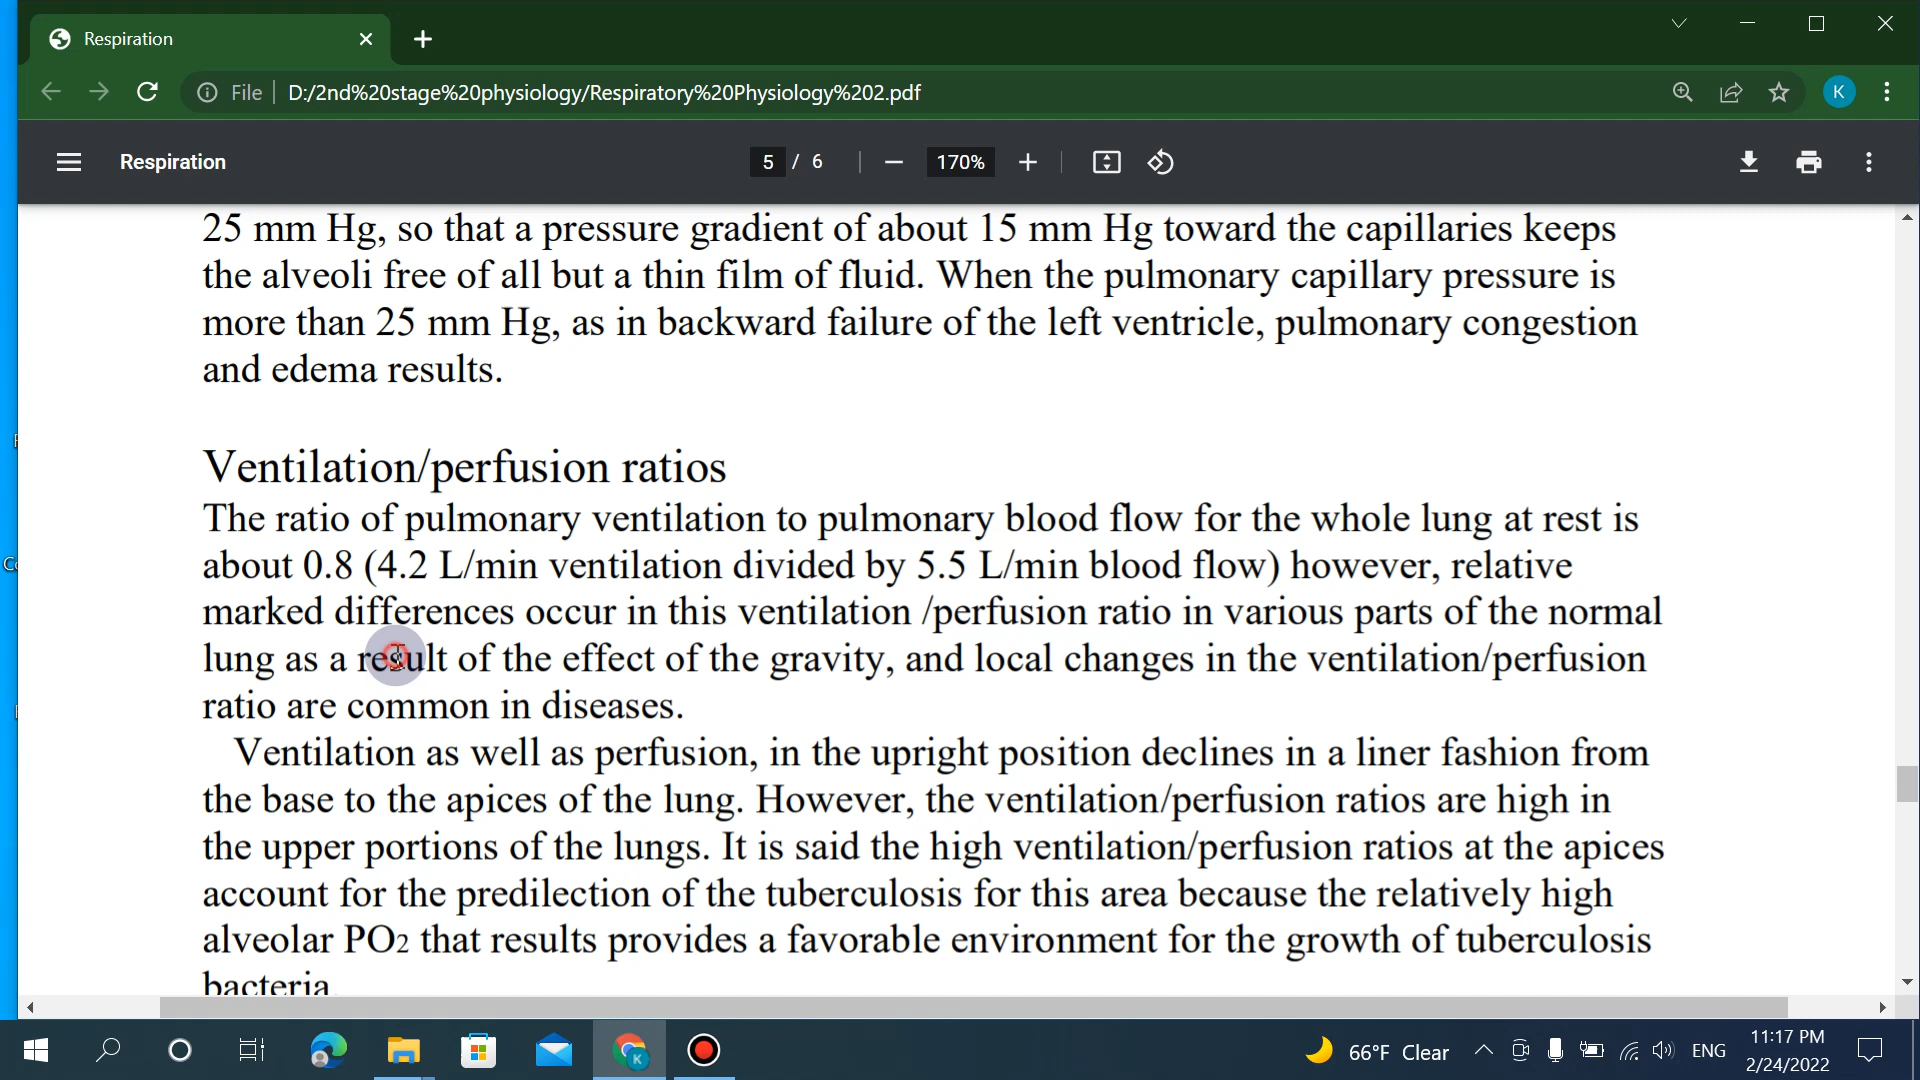 Respiration
File D:/2nd%20stage%20physiology/Respiratory%20Physiology%202.pdf
K
Respiration 5 / 6 170%
25 mm Hg, so that a pressure gradient of about 15 mm Hg toward the capillaries keeps
the alveoli free of all but a thin film of fluid. When the pulmonary capillary pressure is
more than 25 mm Hg, as in backward failure of the left ventricle, pulmonary congestion
and edema results.
Ventilation/perfusion ratios
The ratio of pulmonary ventilation to pulmonary blood flow for the whole lung at rest is
about 0.8 (4.2 L/min ventilation divided by 5.5 L/min blood flow) however, relative
marked differences occur in this ventilation /perfusion ratio in various parts of the normal
lung as a result of the effect of the gravity, and local changes in the ventilation/perfusion
ratio are common in diseases.
Ventilation as well as perfusion, in the upright position declines in a liner fashion from
the base to the apices of the lung. However, the ventilation/perfusion ratios are high in
the upper portions of the lungs. It is said the high ventilation/perfusion ratios at the apices
account for the predilection of the tuberculosis for this area because the relatively high
alveolar PO2 that results provides a favorable environment for the growth of tuberculosis
bacteria.
K
66°F Clear ENG 11:17 PM
2/24/2022